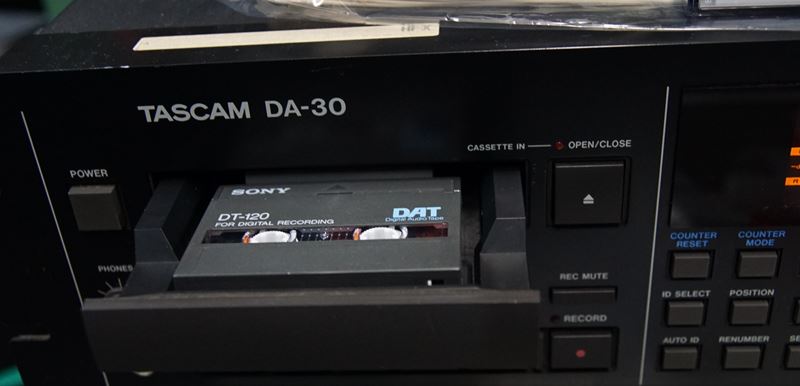 TASCAM DA-30
CASSETTE IN
OPEN/CLOSE
POWER
SONY
DT-120
FOR DIGITAL RECORDING
DAT
Digital Audio Tape
PHONES
REC MUTE
RECORD
COUNTER
RESET
COUNTER
MODE
ID SELECT
POSITION
AUTO ID
RENUMBER